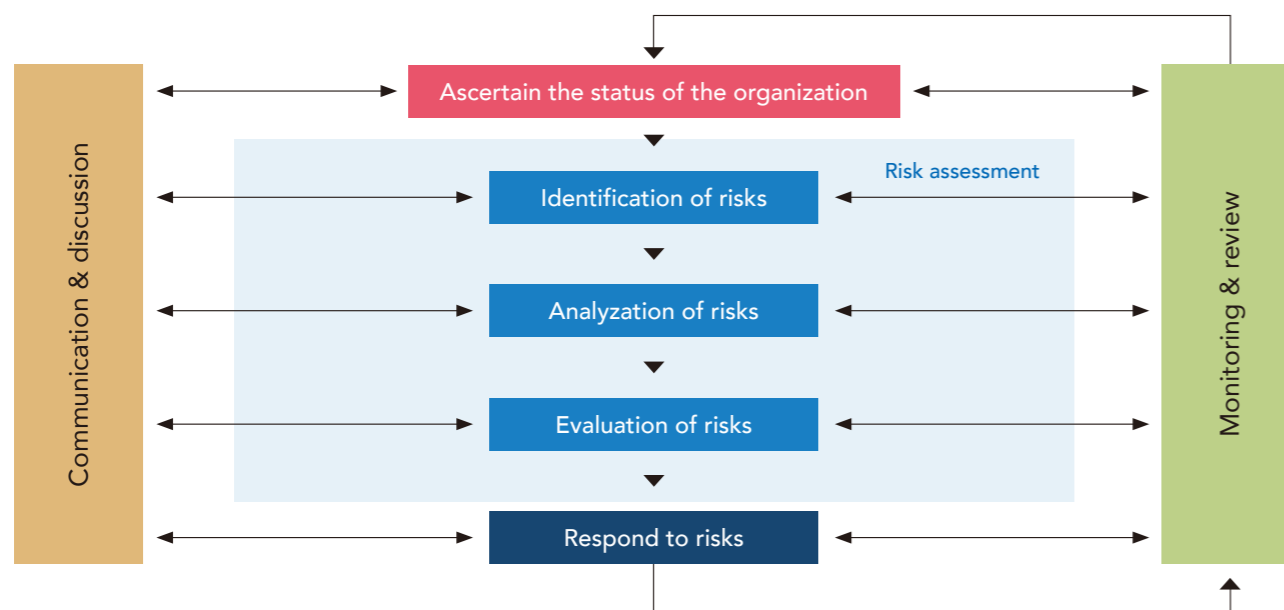 Communication & discussion
Ascertain the status of the organization
Risk assessment
Identification of risks
Analyzation of risks
Evaluation of risks
Respond to risks
Monitoring & review